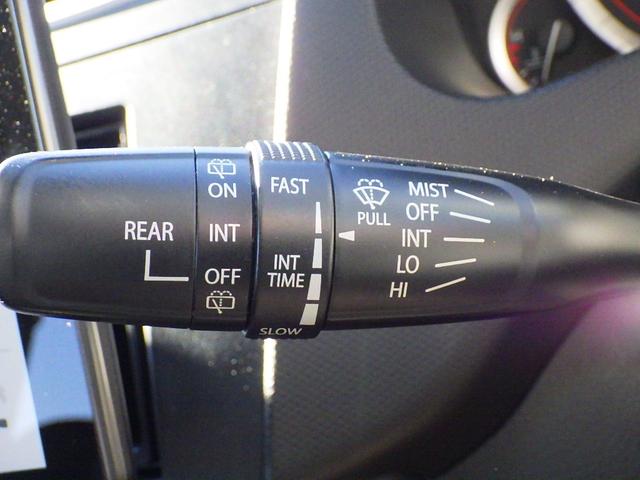 REAR
ON
INT
OFF
FAST
INT
TIME
SLOW
PULL
MIST
OFF
INT
LO
HI